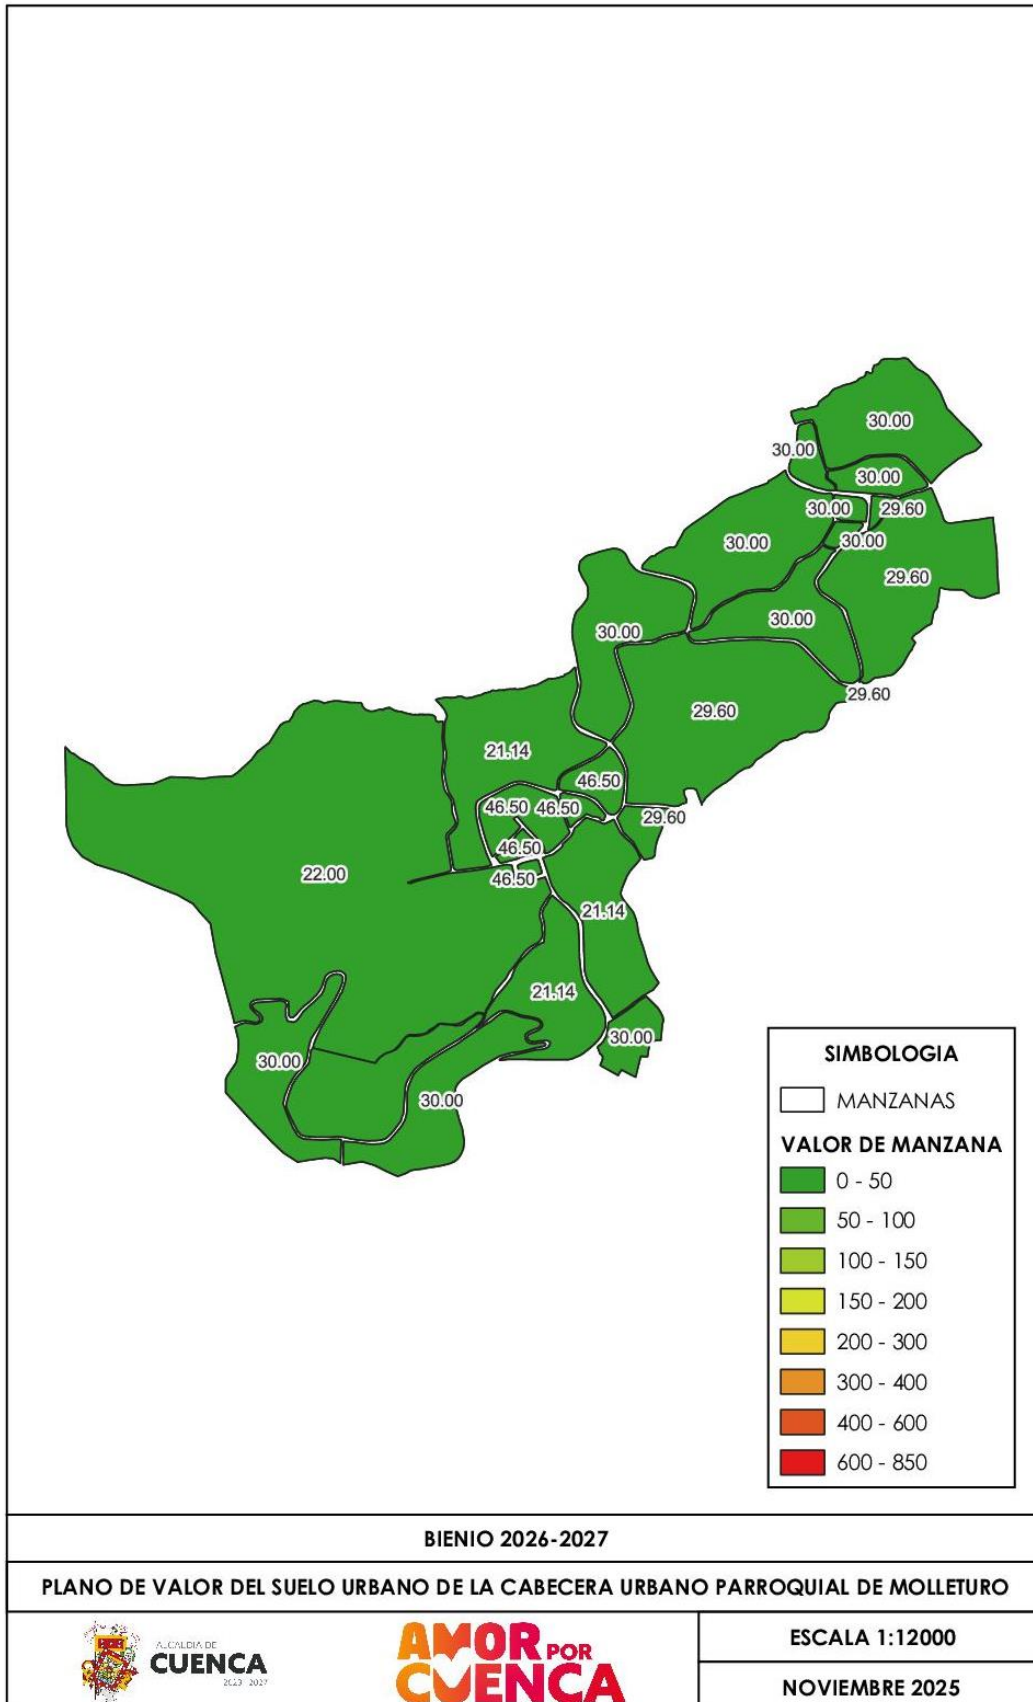 30.00
30.00
30.00
30.00
29.60
30.00
30.00
29.60
30.00
30.00
29.60
29.60
21.14
46.50
46.50
46.50
29.60
46.50
22.00
46.50
21.14
21.14
30.00
30.00
30.00
SIMBOLOGIA
MANZANAS
VALOR DE MANZANA
0 - 50
50 - 100
100 - 150
150 - 200
200 - 300
300 - 400
400 - 600
600 - 850
BIENIO 2026-2027
PLANO DE VALOR DEL SUELO URBANO DE LA CABECERA URBANO PARROQUIAL DE MOLLETURO
ALCALDIA DE
CUENCA
2023 - 2027
AMOR POR
CUENCA
ESCALA 1:12000
NOVIEMBRE 2025